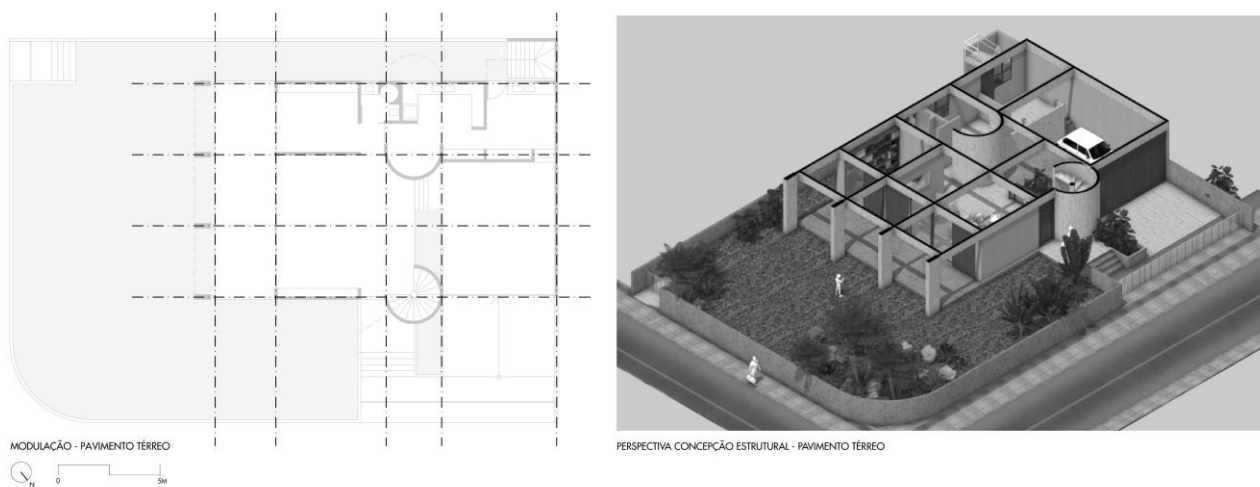 MODULAÇÃO - PAVIMENTO TÉRREO
N
0 5M
PERSPECTIVA CONCEPÇÃO ESTRUTURAL - PAVIMENTO TÉRREO